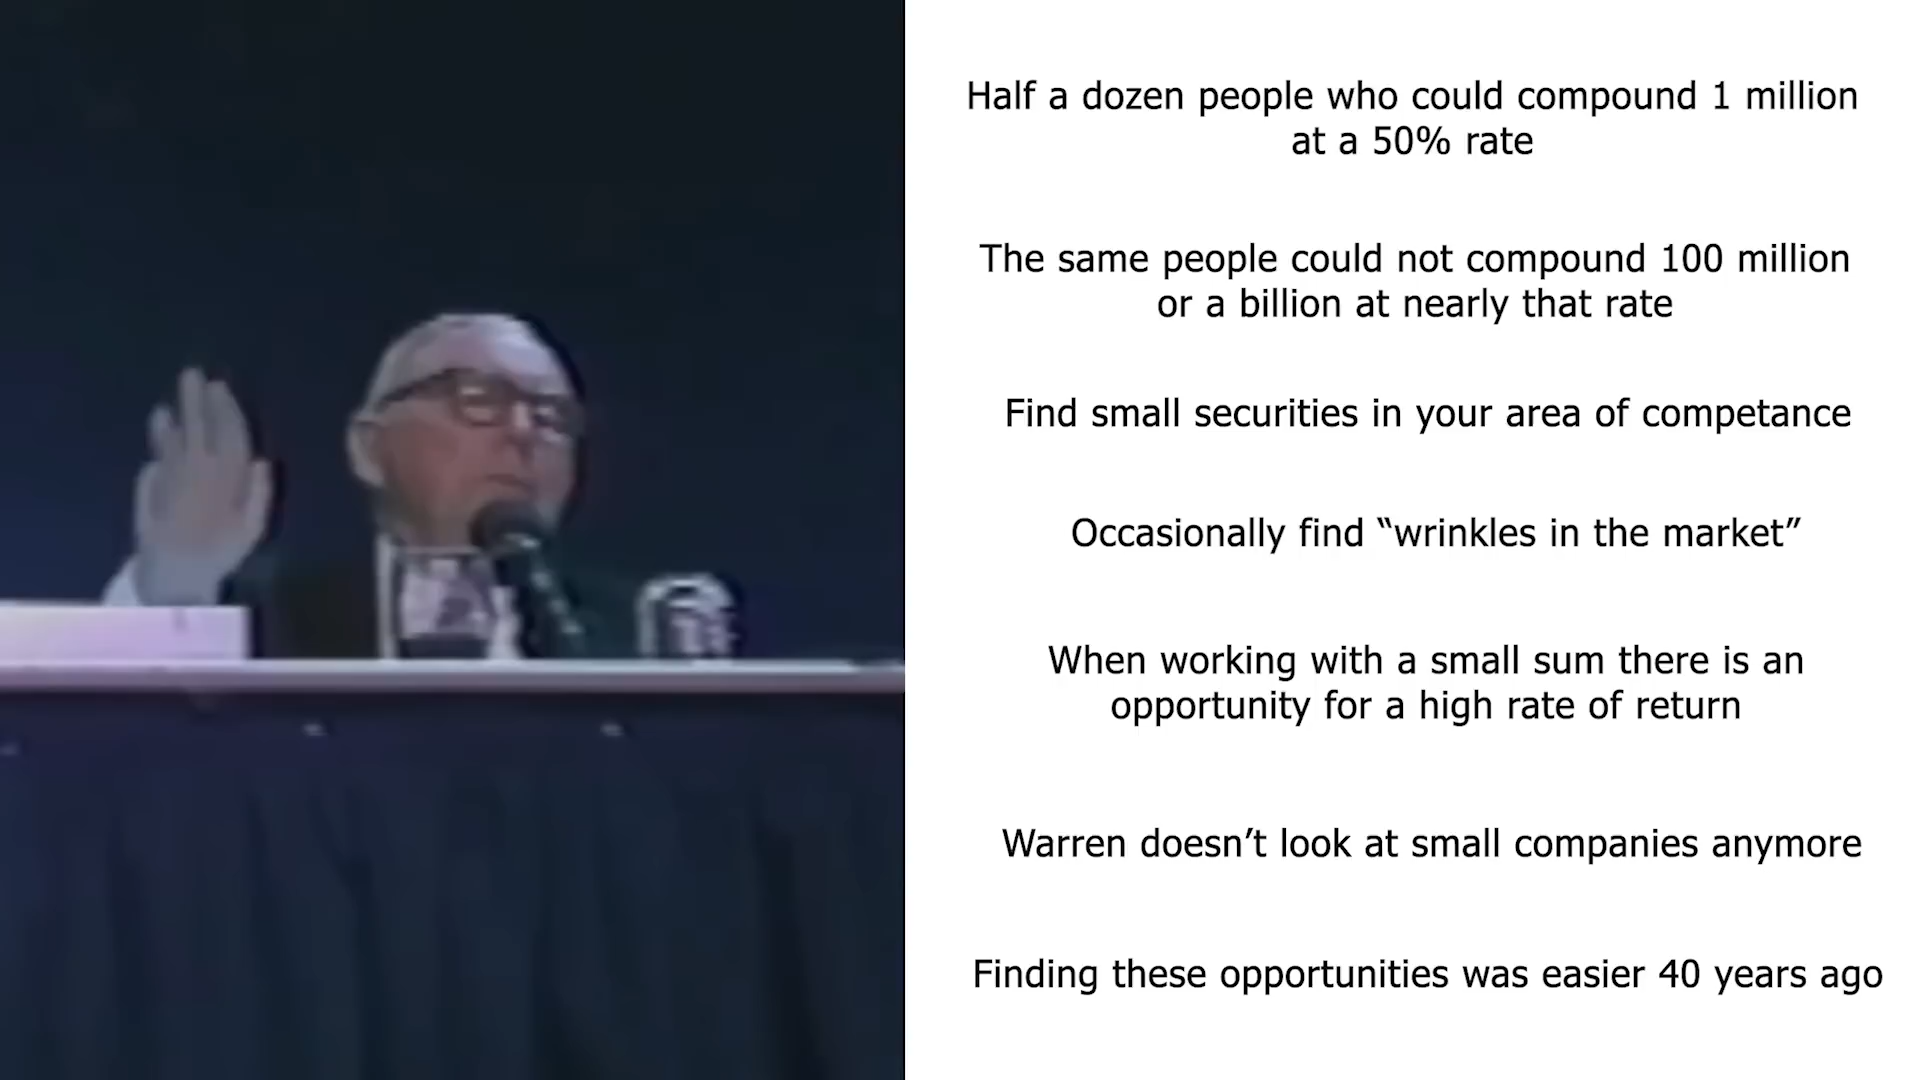 Half a dozen people who could compound 1 million
at a 50% rate
The same people could not compound 100 million
or a billion at nearly that rate
Find small securities in your area of competance
Occasionally find “wrinkles in the market”
When working with a small sum there is an
opportunity for a high rate of return
Warren doesn’t look at small companies anymore
Finding these opportunities was easier 40 years ago